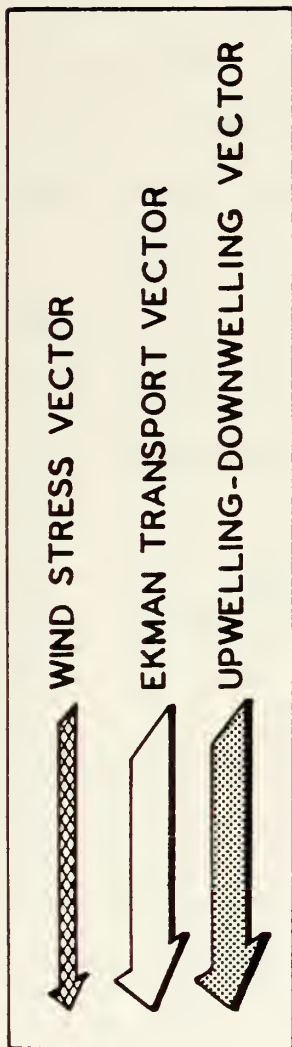 WIND STRESS VECTOR
EKMAN TRANSPORT VECTOR
UPWELLING-DOWNWELLING VECTOR